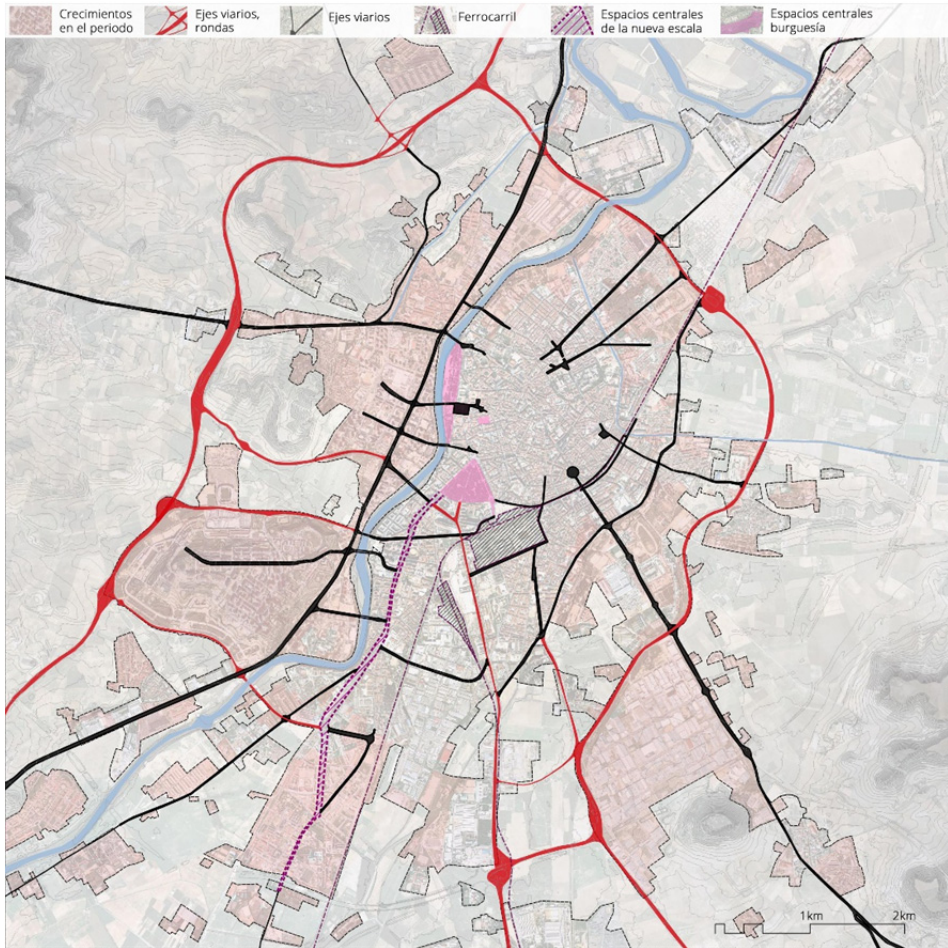 Crecimientos
en el periodo
Ejes viarios,
rondas
Ejes viarios
Ferrocarril
Espacios centrales
de la nueva escala
Espacios centrales
burguesía
1km
2km